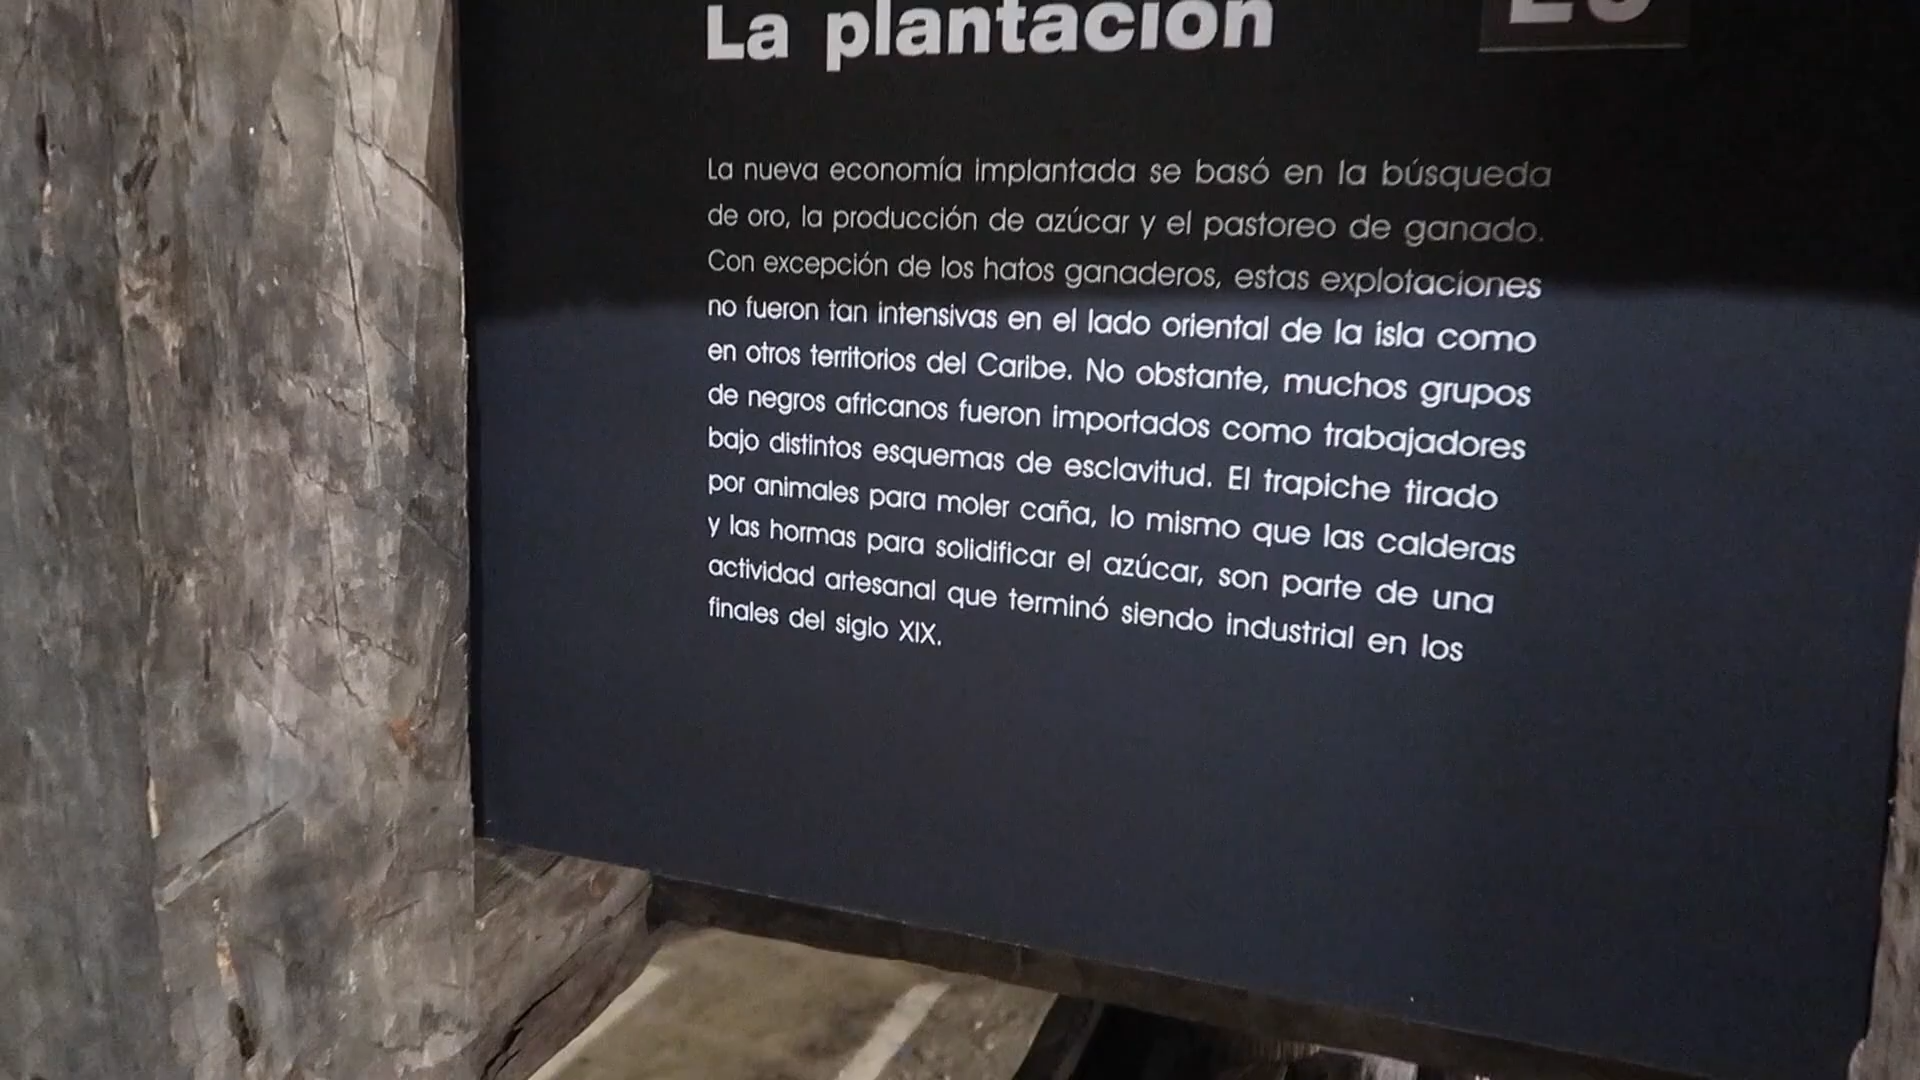 La plantación
La nueva economía implantada se basó en la búsqueda
de oro, la producción de azúcar y el pastoreo de ganado.
Con excepción de los hatos ganaderos, estas explotaciones
no fueron tan intensivas en el lado oriental de la isla como
en otros territorios del Caribe. No obstante, muchos grupos
de negros africanos fueron importados como trabajadores
bajo distintos esquemas de esclavitud. El trapiche tirado
por animales para moler caña, lo mismo que las calderas
y las hormas para solidificar el azúcar, son parte de una
actividad artesanal que terminó siendo industrial en los
finales del siglo XIX.